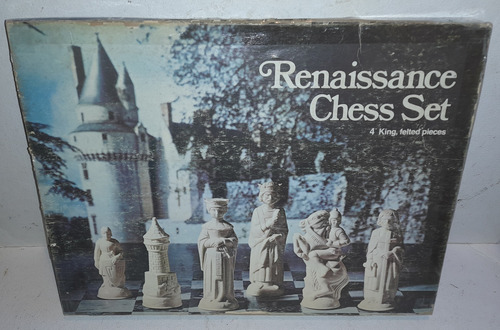 Renaissance
Chess Set
4" King, felted pieces